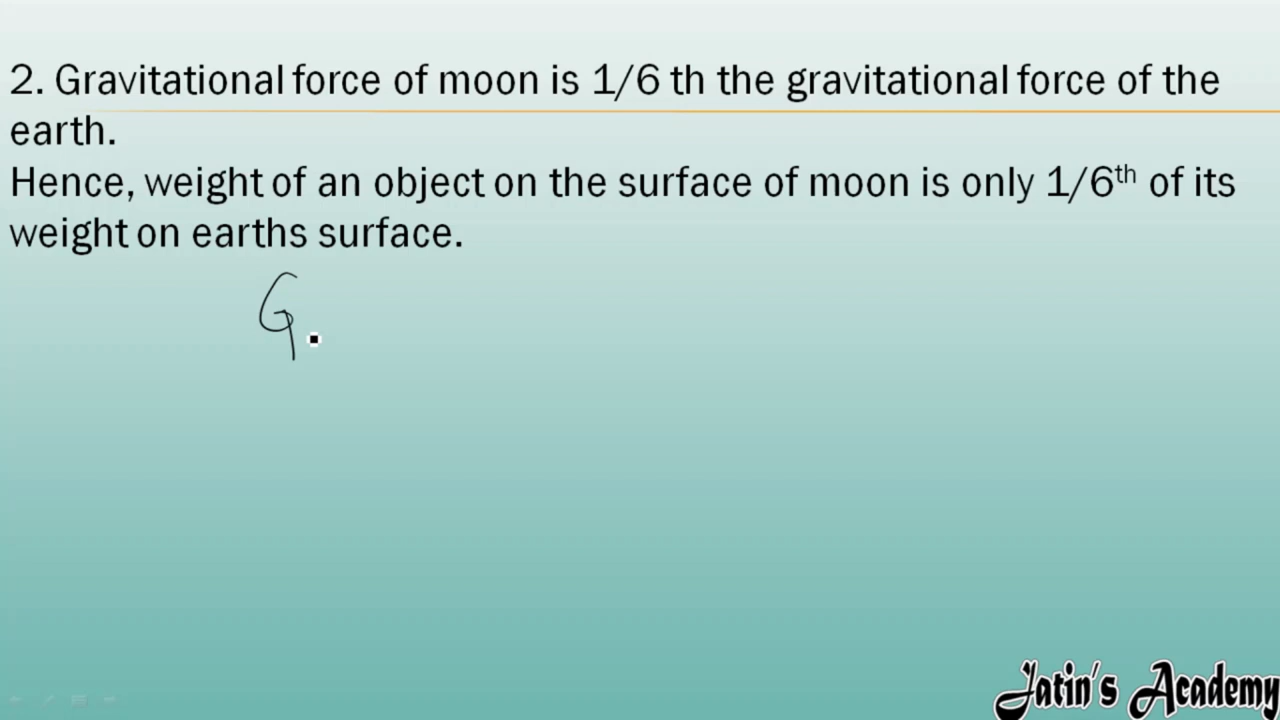 2. Gravitational force of moon is 1/6 th the gravitational force of the
earth.
Hence, weight of an object on the surface of moon is only 1/6th of its
weight on earths surface.
G
Jatin's Academy